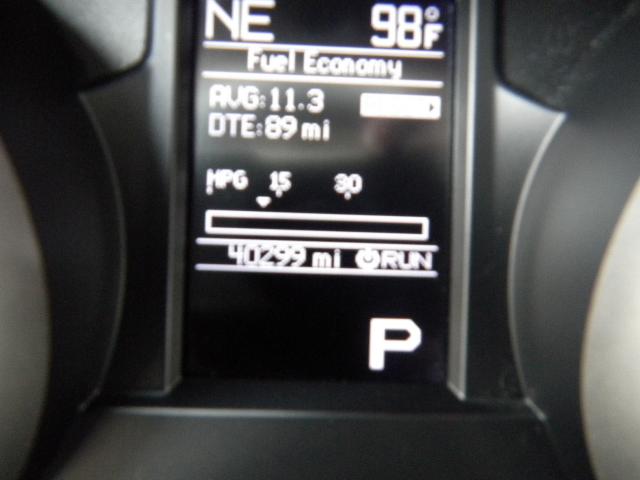 NE 98°F
Fuel Economy
AVG:11.3
DTE:89 mi
MPG 15 30
40299 mi RUN
P